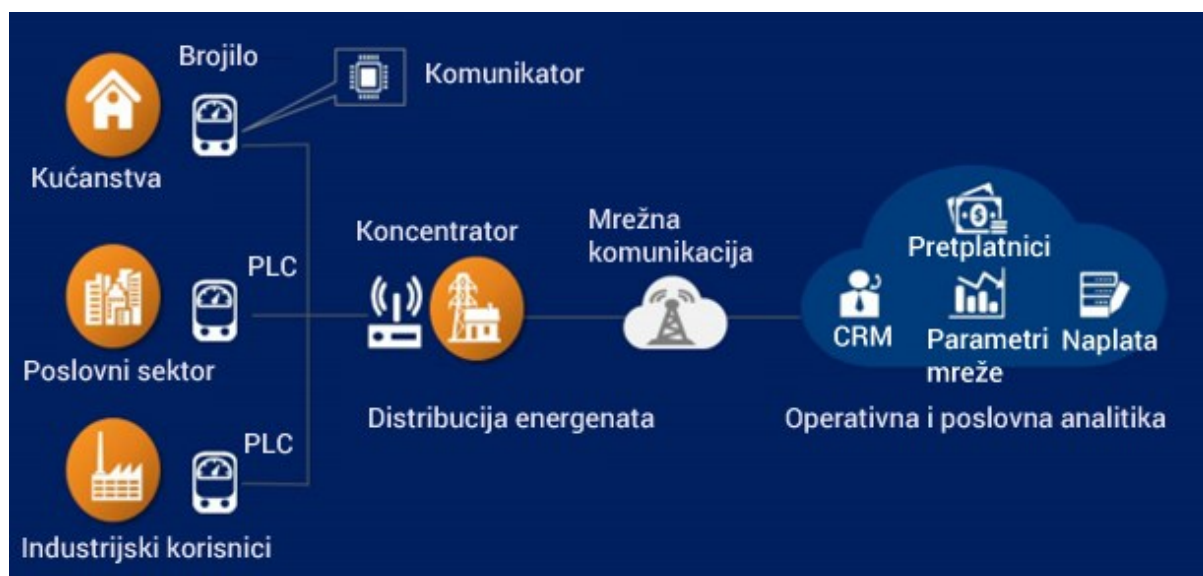 Brojilo
Komunikator
Kućanstva
PLC
Poslovni sektor
PLC
Industrijski korisnici
Koncentrator
Distribucija energenata
Mrežna
komunikacija
Pretplatnici
CRM
Parametri
mreže
Naplata
Operativna i poslovna analitika